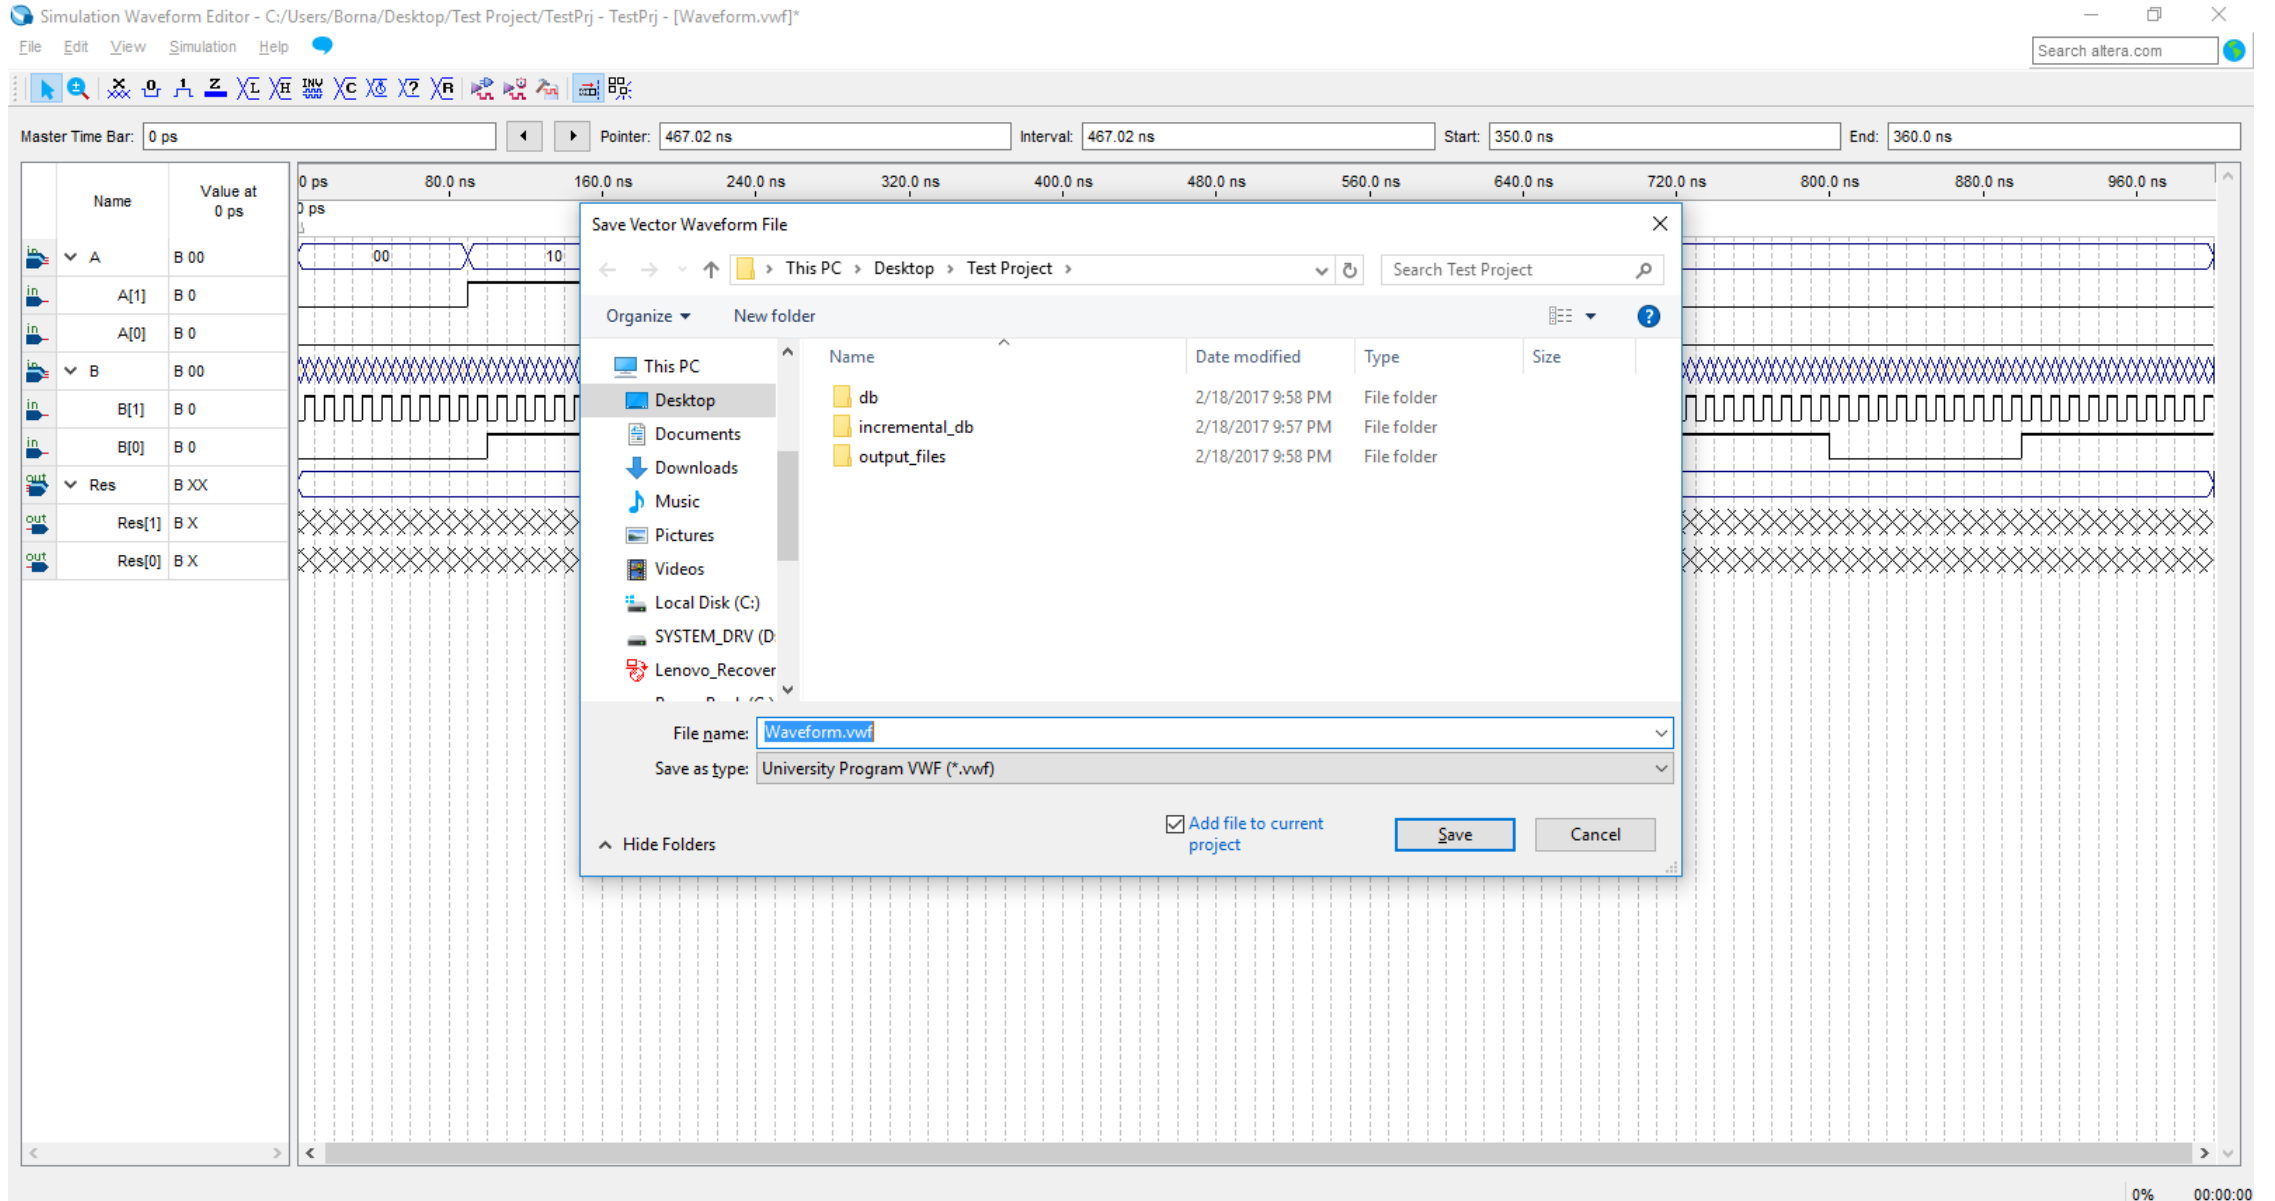 Simulation Waveform Editor - C:/Users/Borna/Desktop/Test Project/TestPrj - TestPrj - [Waveform.vwf]*
File Edit View Simulation Help
Search altera.com
Master Time Bar: 0 ps Pointer: 467.02 ns Interval: 467.02 ns Start: 350.0 ns End: 360.0 ns
Name Value at 0 ps
0 ps 80.0 ns 160.0 ns 240.0 ns 320.0 ns 400.0 ns 480.0 ns 560.0 ns 640.0 ns 720.0 ns 800.0 ns 880.0 ns 960.0 ns
0 ps
in A B 00 00 10
in A[1] B 0
in A[0] B 0
in B B 00
in B[1] B 0
in B[0] B 0
out Res B XX
out Res[1] B X
out Res[0] B X
Save Vector Waveform File
This PC > Desktop > Test Project >
Search Test Project
Organize New folder
This PC
Desktop
Documents
Downloads
Music
Pictures
Videos
Local Disk (C:)
SYSTEM_DRV (D:
Lenovo_Recover
Name Date modified Type Size
db 2/18/2017 9:58 PM File folder
incremental_db 2/18/2017 9:57 PM File folder
output_files 2/18/2017 9:58 PM File folder
File name: Waveform.vwf
Save as type: University Program VWF (*.vwf)
Add file to current
project
Save Cancel
Hide Folders
0% 00:00:00